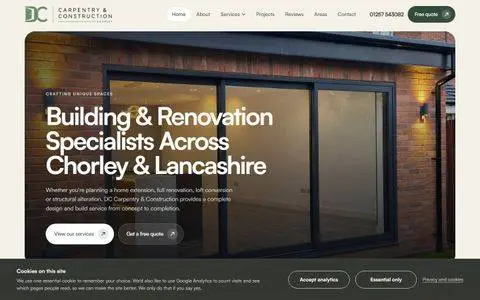 DC
CARPENTRY &
CONSTRUCTION
Home About Services Projects Reviews Areas Contact 01257 543082 Free quote
CRAFTING UNIQUE SPACES
Building & Renovation
Specialists Across
Chorley & Lancashire
Whether you're planning a home extension, full renovation, loft conversion
or structural alteration, DC Carpentry & Construction provides a complete
design and build service from concept to completion.
View our services Get a free quote
Cookies on this site
We use one essential cookie to remember your choice. We'd also like to use Google Analytics to count visits and see
which pages people read, so we can make the site better. We only do that if you say yes.
Accept analytics Essential only Privacy and cookies